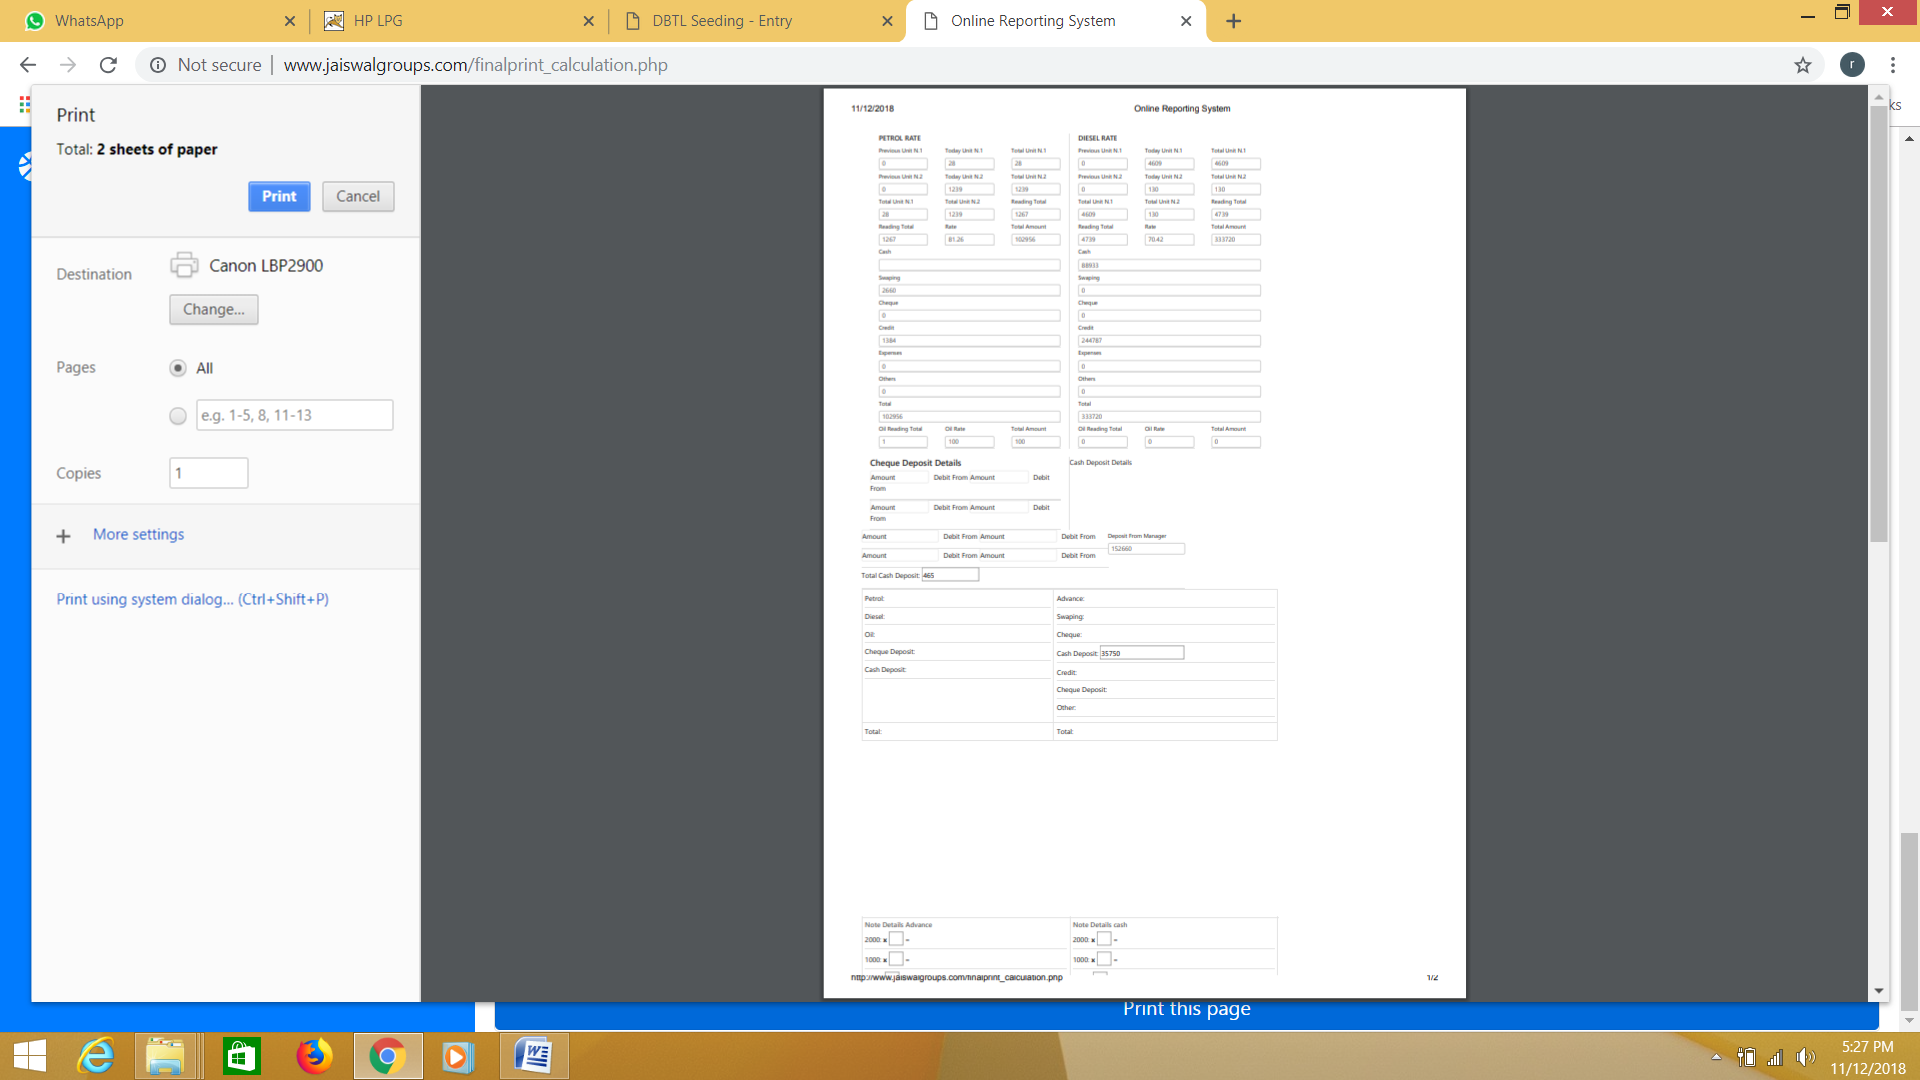 WhatsApp
HP LPG
DBTL Seeding - Entry
Online Reporting System
Not secure
www.jaiswalgroups.com/finalprint_calculation.php
r
ks
Print
Total: 2 sheets of paper
Print
Cancel
Destination
Canon LBP2900
Change...
Pages
All
e.g. 1-5, 8, 11-13
Copies
1
More settings
Print using system dialog... (Ctrl+Shift+P)
11/12/2018
Online Reporting System
PETROL RATE
DIESEL RATE
Previous Unit N.1 Today Unit N.1 Total Unit N.1 Previous Unit N.1 Today Unit N.1 Total Unit N.1
0 28 28 0 4609 4609
Previous Unit N.2 Today Unit N.2 Total Unit N.2 Previous Unit N.2 Today Unit N.2 Total Unit N.2
0 1239 1239 0 130 130
Total Unit N.1 Total Unit N.2 Reading Total Total Unit N.1 Total Unit N.2 Reading Total
28 1239 1267 4609 130 4739
Reading Total Rate Total Amount Reading Total Rate Total Amount
1267 81.26 102956 4739 70.42 333720
Cash Cash
88933
Swaping Swaping
2660 0
Cheque Cheque
0 0
Credit Credit
1384 244787
Expenses Expenses
0 0
Others Others
0 0
Total Total
102956 333720
Oil Reading Total Oil Rate Total Amount Oil Reading Total Oil Rate Total Amount
1 100 100 0 0 0
Cheque Deposit Details
Cash Deposit Details
Amount Debit From Amount Debit
From
Amount Debit From Amount Debit
From
Amount Debit From Amount Debit From
Deposit From Manager
152660
Amount Debit From Amount Debit From
Total Cash Deposit: 465
Petrol: Advance:
Diesel: Swaping:
Oil: Cheque:
Cheque Deposit: Cash Deposit: 35750
Cash Deposit: Credit:
Cheque Deposit:
Other:
Total: Total:
Note Details Advance Note Details cash
2000: x = 2000: x =
1000: x = 1000: x =
http://www.jaiswalgroups.com/finalprint_calculation.php
1/2
Print this page
5:27 PM
11/12/2018